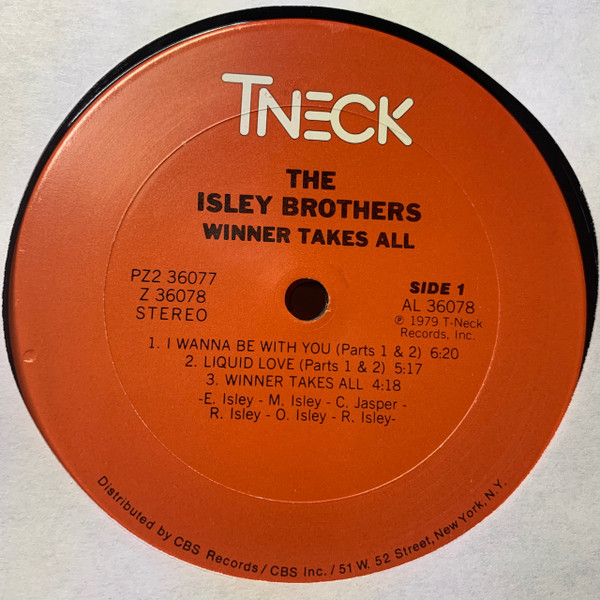 TNECK
THE
ISLEY BROTHERS
WINNER TAKES ALL
PZ2 36077
Z 36078
STEREO
SIDE 1
AL 36078
℗ 1979 T-Neck
Records, Inc.
1. I WANNA BE WITH YOU (Parts 1 & 2) 6:20
2. LIQUID LOVE (Parts 1 & 2) 5:17
3. WINNER TAKES ALL 4:18
-E. Isley - M. Isley - C. Jasper -
R. Isley - O. Isley - R. Isley-
Distributed by CBS Records / CBS Inc. / 51 W. 52 Street, New York, N.Y.